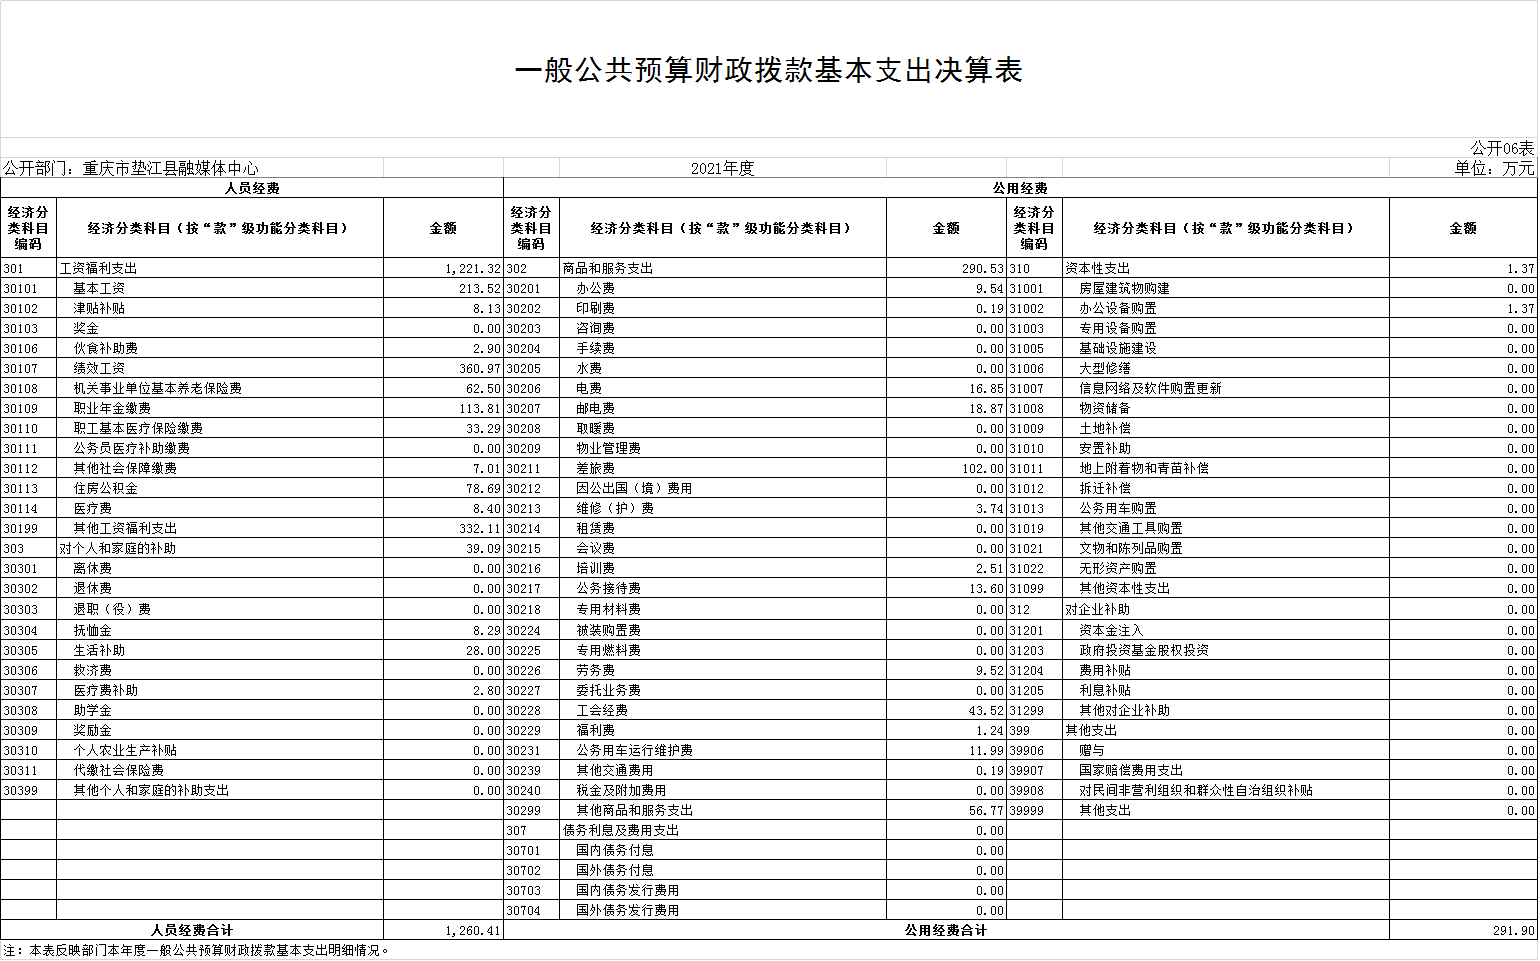 一般公共预算财政拨款基本支出决算表
公开06表
公开部门：重庆市垫江县融媒体中心 2021年度 单位：万元
人员经费 公用经费
经济分类科目编码 经济分类科目（按“款”级功能分类科目） 金额 经济分类科目编码 经济分类科目（按“款”级功能分类科目） 金额 经济分类科目编码 经济分类科目（按“款”级功能分类科目） 金额
301 工资福利支出 1,221.32 302 商品和服务支出 290.53 310 资本性支出 1.37
30101 基本工资 213.52 30201 办公费 9.54 31001 房屋建筑物购建 0.00
30102 津贴补贴 8.13 30202 印刷费 0.19 31002 办公设备购置 1.37
30103 奖金 0.00 30203 咨询费 0.00 31003 专用设备购置 0.00
30106 伙食补助费 2.90 30204 手续费 0.00 31005 基础设施建设 0.00
30107 绩效工资 360.97 30205 水费 0.00 31006 大型修缮 0.00
30108 机关事业单位基本养老保险费 62.50 30206 电费 16.85 31007 信息网络及软件购置更新 0.00
30109 职业年金缴费 113.81 30207 邮电费 18.87 31008 物资储备 0.00
30110 职工基本医疗保险缴费 33.29 30208 取暖费 0.00 31009 土地补偿 0.00
30111 公务员医疗补助缴费 0.00 30209 物业管理费 0.00 31010 安置补助 0.00
30112 其他社会保障缴费 7.01 30211 差旅费 102.00 31011 地上附着物和青苗补偿 0.00
30113 住房公积金 78.69 30212 因公出国（境）费用 0.00 31012 拆迁补偿 0.00
30114 医疗费 8.40 30213 维修（护）费 3.74 31013 公务用车购置 0.00
30199 其他工资福利支出 332.11 30214 租赁费 0.00 31019 其他交通工具购置 0.00
303 对个人和家庭的补助 39.09 30215 会议费 0.00 31021 文物和陈列品购置 0.00
30301 离休费 0.00 30216 培训费 2.51 31022 无形资产购置 0.00
30302 退休费 0.00 30217 公务接待费 13.60 31099 其他资本性支出 0.00
30303 退职（役）费 0.00 30218 专用材料费 0.00 312 对企业补助 0.00
30304 抚恤金 8.29 30224 被装购置费 0.00 31201 资本金注入 0.00
30305 生活补助 28.00 30225 专用燃料费 0.00 31203 政府投资基金股权投资 0.00
30306 救济费 0.00 30226 劳务费 9.52 31204 费用补贴 0.00
30307 医疗费补助 2.80 30227 委托业务费 0.00 31205 利息补贴 0.00
30308 助学金 0.00 30228 工会经费 43.52 31299 其他对企业补助 0.00
30309 奖励金 0.00 30229 福利费 1.24 399 其他支出 0.00
30310 个人农业生产补贴 0.00 30231 公务用车运行维护费 11.99 39906 赠与 0.00
30311 代缴社会保险费 0.00 30239 其他交通费用 0.19 39907 国家赔偿费用支出 0.00
30399 其他个人和家庭的补助支出 0.00 30240 税金及附加费用 0.00 39908 对民间非营利组织和群众性自治组织补贴 0.00
30299 其他商品和服务支出 56.77 39999 其他支出 0.00
307 债务利息及费用支出 0.00
30701 国内债务付息 0.00
30702 国外债务付息 0.00
30703 国内债务发行费用 0.00
30704 国外债务发行费用 0.00
人员经费合计 1,260.41 公用经费合计 291.90
注：本表反映部门本年度一般公共预算财政拨款基本支出明细情况。